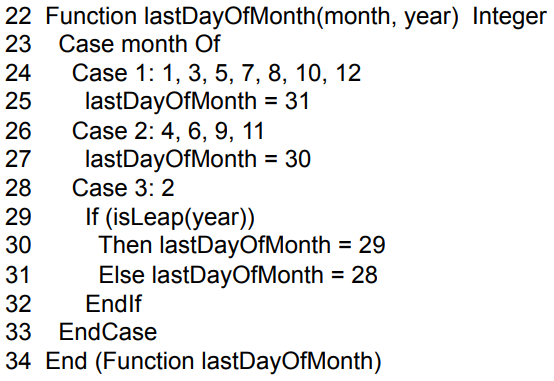 22 Function lastDayOfMonth(month, year) Integer
23 Case month Of
24 Case 1: 1, 3, 5, 7, 8, 10, 12
25 lastDayOfMonth = 31
26 Case 2: 4, 6, 9, 11
27 lastDayOfMonth = 30
28 Case 3: 2
29 If (isLeap(year))
30 Then lastDayOfMonth = 29
31 Else lastDayOfMonth = 28
32 EndIf
33 EndCase
34 End (Function lastDayOfMonth)